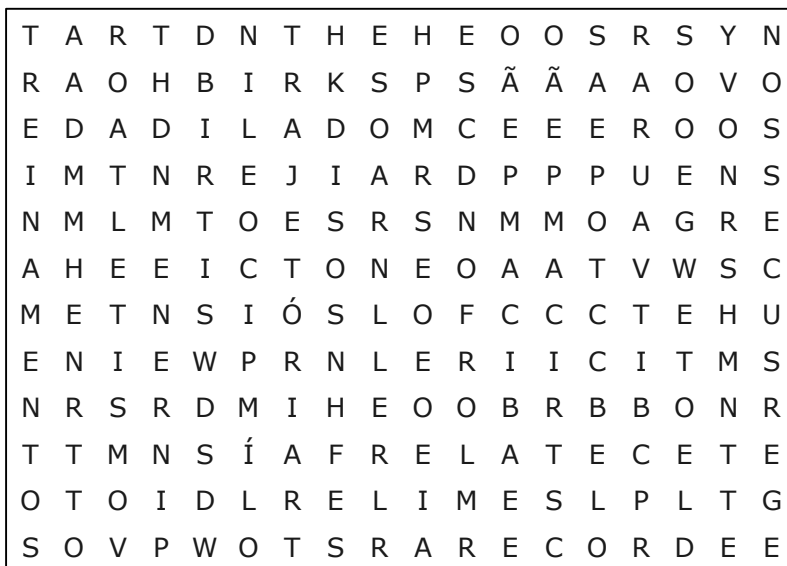 T A R T D N T H E H E O O S R S Y N
R A O H B I R K S P S Ã Ã A A O V O
E D A D I L A D O M C E E E R O O S
I M T N R E J I A R D P P P U E N S
N M L M T O E S R S N M M O A G R E
A H E E I C T O N E O A A T V W S C
M E T N S I Ó S L O F C C C T E H U
E N I E W P R N L E R I I C I T M S
N R S R D M I H E O O B R B B O N R
T T M N S Í A F R E L A T E C E T E
O T O I D L R E L I M E S L P L T G
S O V P W O T S R A R E C O R D E E